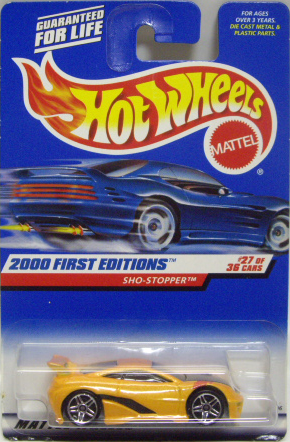 GUARANTEED
FOR LIFE
FOR AGES
OVER 3 YEARS.
DIE CAST METAL &
PLASTIC PARTS.
HOT WHEELS
MATTEL
®
2000 FIRST EDITIONS™
SHO-STOPPER™
#27 OF
36 CARS